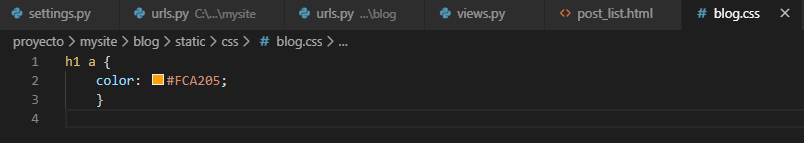 settings.py urls.py C:\...\mysite urls.py ...\blog views.py <> post_list.html # blog.css
proyecto > mysite > blog > static > css > # blog.css > ...
1 h1 a {
2 color: #FCA205;
3 }
4